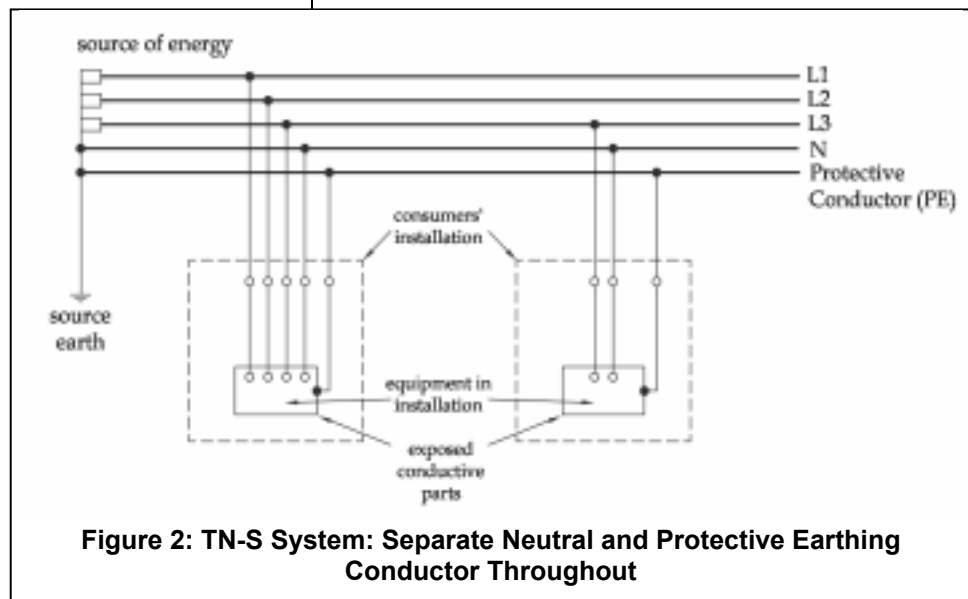 source of energy
L1
L2
L3
N
Protective
Conductor (PE)
consumers'
installation
source
earth
equipment in
installation
exposed
conductive
parts
Figure 2: TN-S System: Separate Neutral and Protective Earthing
Conductor Throughout